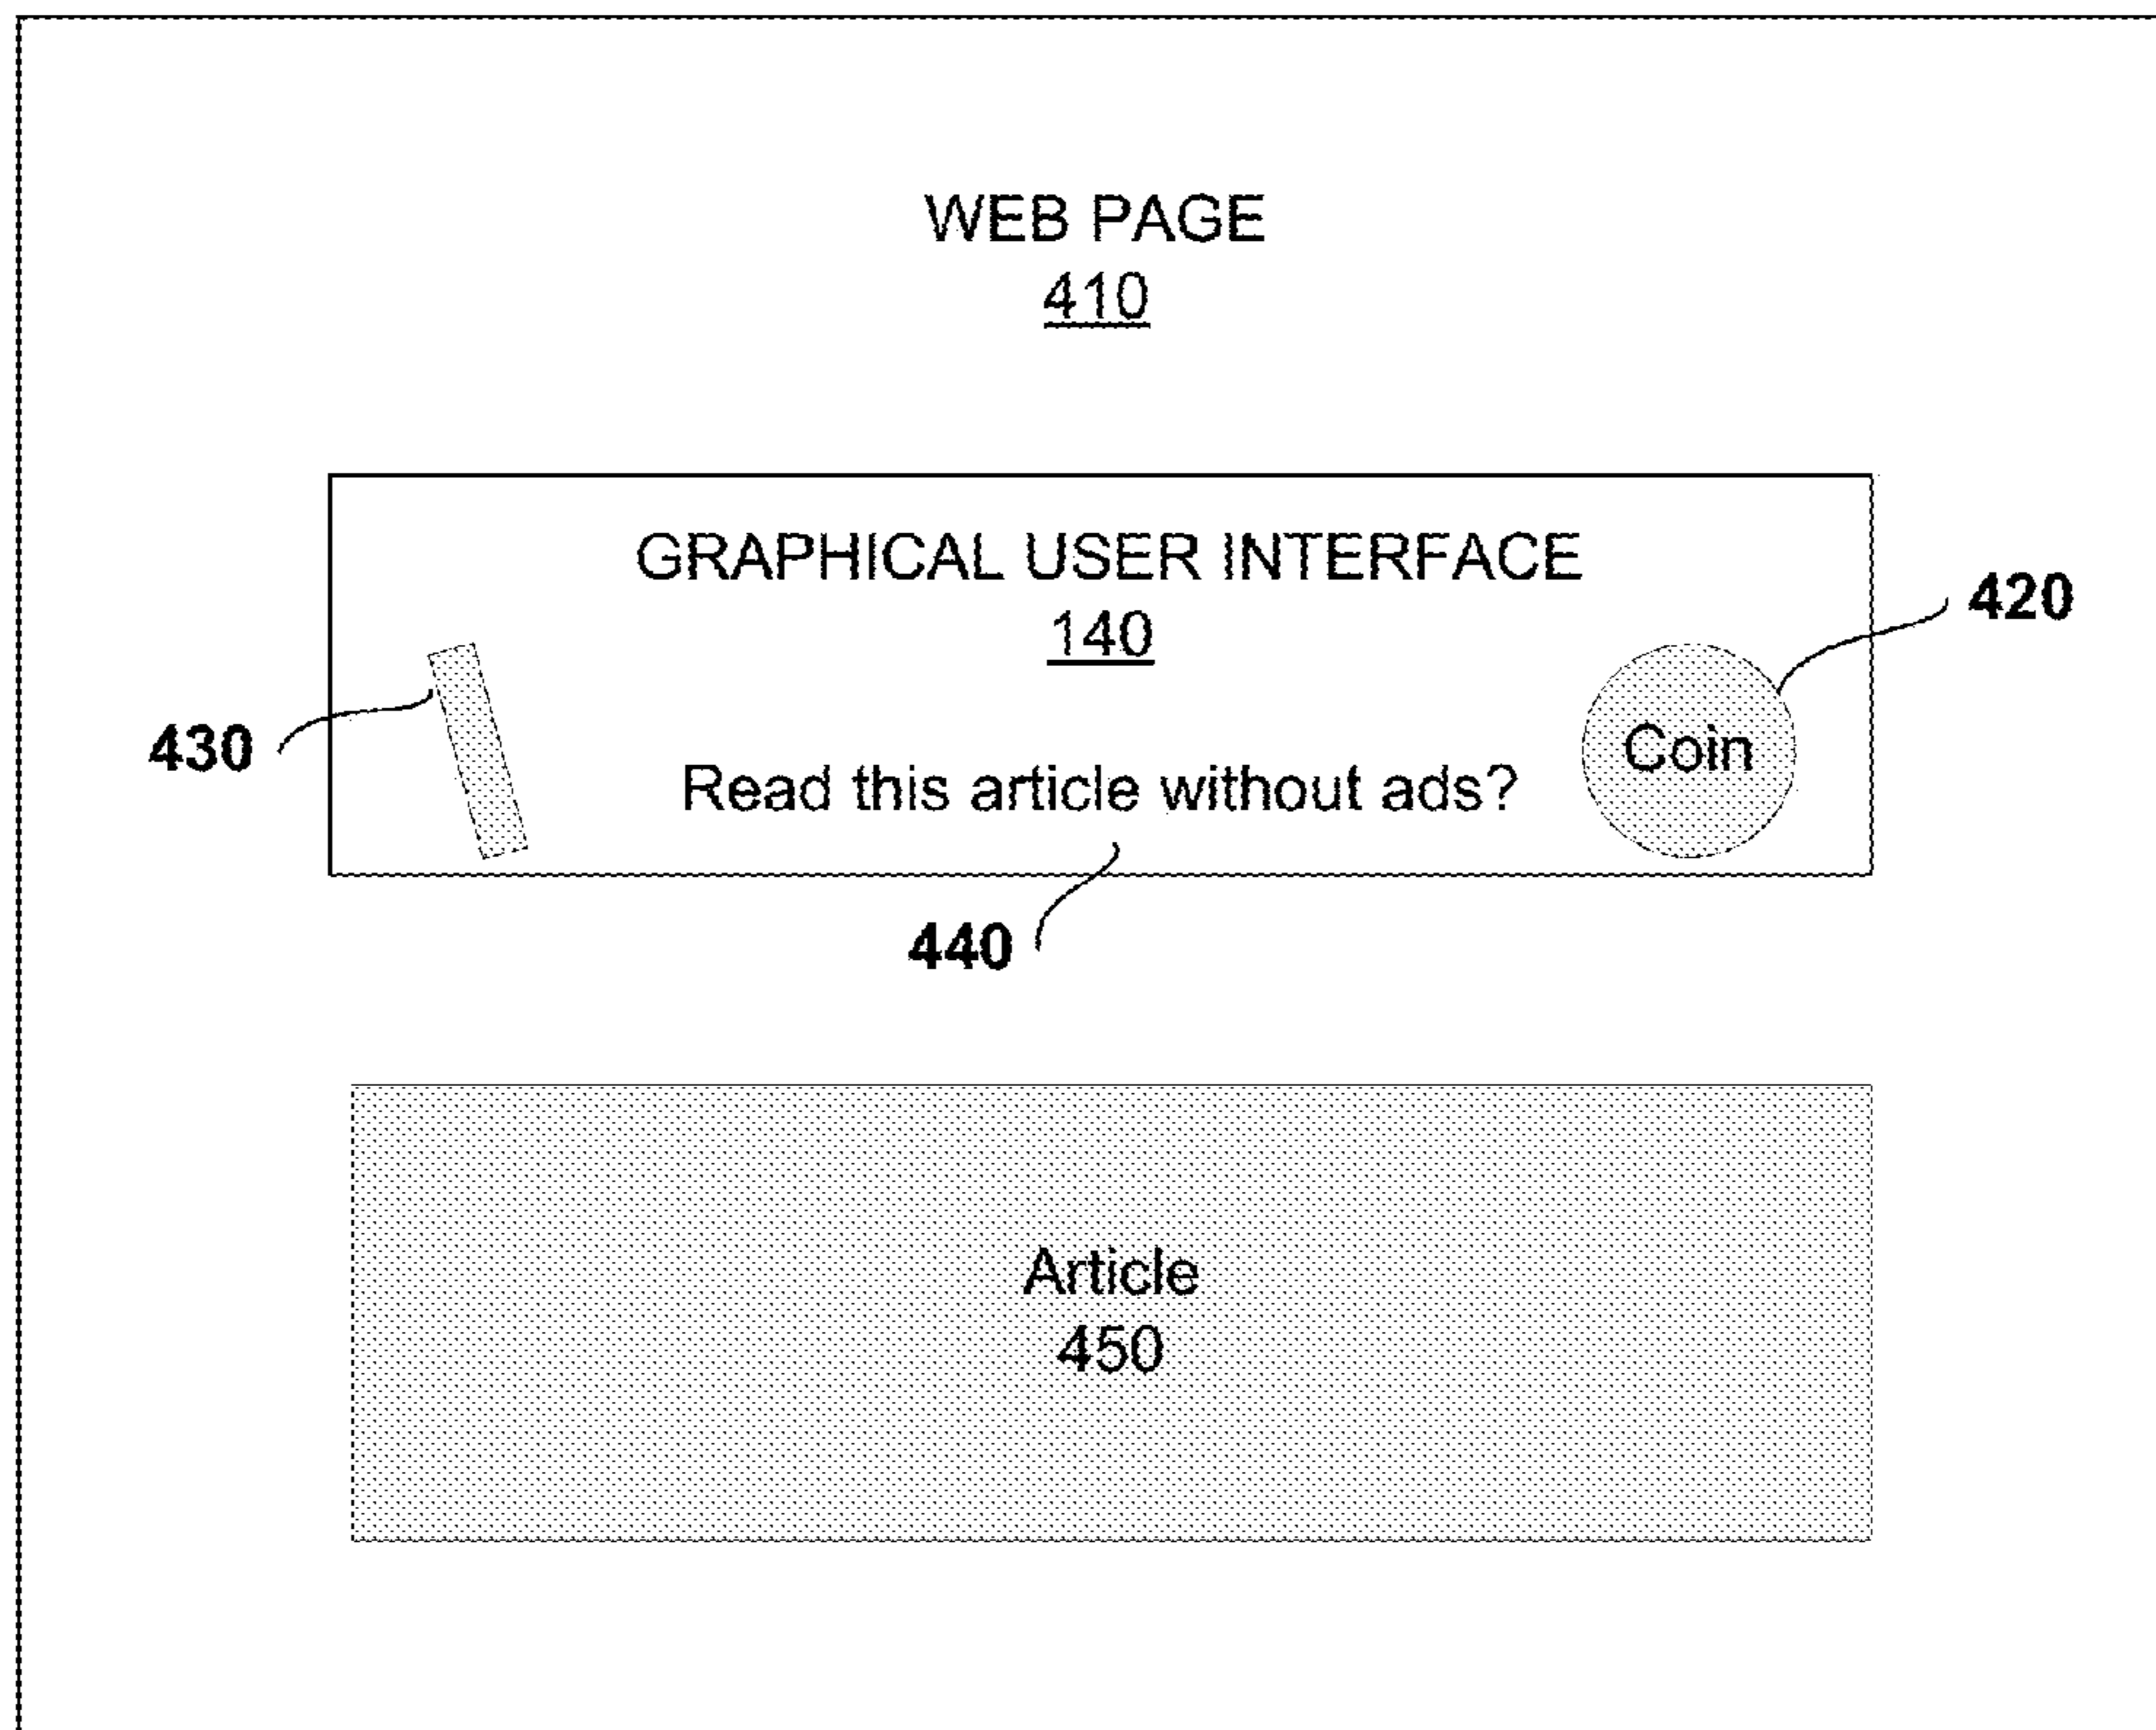 WEB PAGE
410
GRAPHICAL USER INTERFACE
140
420
430
Coin
Read this article without ads?
440
Article
450